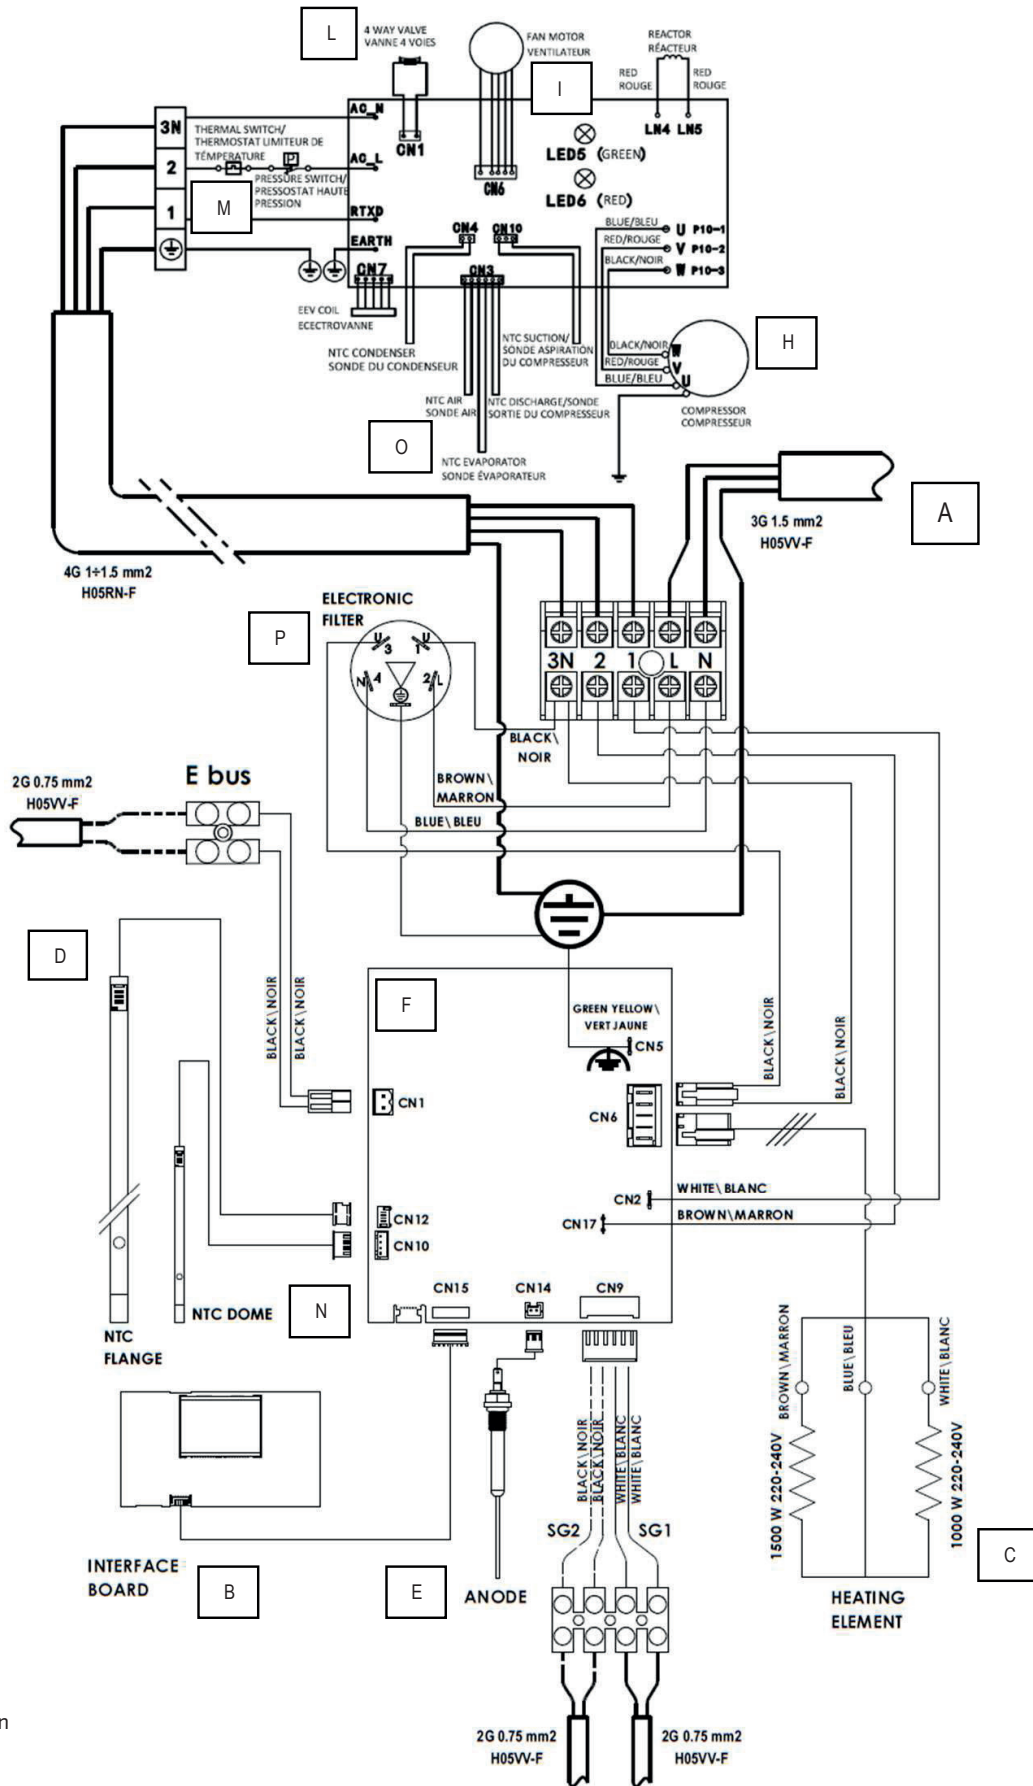 L
4 WAY VALVE
VANNE 4 VOIES
FAN MOTOR
VENTILATEUR
I
REACTOR
RÉACTEUR
RED
ROUGE
RED
ROUGE
LN4 LN5
AC_N
CN1
LED5 (GREEN)
LED6 (RED)
CN6
3N
2
1
THERMAL SWITCH/
THERMOSTAT LIMITEUR DE
TÉMPÉRATURE
P
PRESSURE SWITCH/
PRESSOSTAT HAUTE
PRESSION
M
AC_L
RTXD
EARTH
CN7
CN4
CN10
CN3
BLUE/BLEU
RED/ROUGE
BLACK/NOIR
U P10-1
V P10-2
W P10-3
EEV COIL
ECECTROVANNE
NTC CONDENSER
SONDE DU CONDENSEUR
NTC SUCTION/
SONDE ASPIRATION
DU COMPRESSEUR
NTC AIR
SONDE AIR
NTC DISCHARGE/SONDE
SORTIE DU COMPRESSEUR
O
NTC EVAPORATOR
SONDE ÉVAPORATEUR
BLACK/NOIR
RED/ROUGE
BLUE/BLEU
W
V
U
H
COMPRESSOR
COMPRESSEUR
A
3G 1.5 mm2
H05VV-F
4G 1÷1.5 mm2
H05RN-F
P
ELECTRONIC
FILTER
U
3
U
1
N
4
2
L
3N 2 1 L N
BLACK\
NOIR
BROWN\
MARRON
BLUE\BLEU
2G 0.75 mm2
H05VV-F
E bus
D
BLACK\NOIR
BLACK\NOIR
F
GREEN YELLOW\
VERT JAUNE
CN5
BLACK\NOIR
BLACK\NOIR
CN1
CN6
CN2
WHITE\BLANC
CN17
BROWN\MARRON
CN12
CN10
N
CN15
CN14
CN9
NTC DOME
NTC
FLANGE
BROWN\MARRON
BLUE\BLEU
WHITE\BLANC
BLACK\NOIR
BLACK\NOIR
WHITE\BLANC
WHITE\BLANC
1500 W 220-240V
1000 W 220-240V
SG2
SG1
INTERFACE
BOARD
B
E
ANODE
C
HEATING
ELEMENT
n
2G 0.75 mm2
H05VV-F
2G 0.75 mm2
H05VV-F